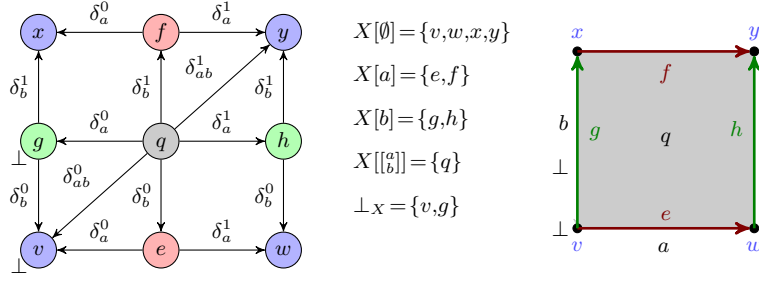 x δ_a^0 f δ_a^1 y
δ_b^1 δ_b^1 δ_ab^1 δ_b^1
g δ_a^0 q δ_a^1 h
⊥
δ_b^0 δ_ab^0 δ_b^0 δ_b^0
v δ_a^0 e δ_a^1 w
⊥
X[∅]={v,w,x,y}
X[a]={e,f}
X[b]={g,h}
X[[^a_b]]={q}
⊥_X={v,g}
x y
f
b g q h
⊥
e
⊥
v a w